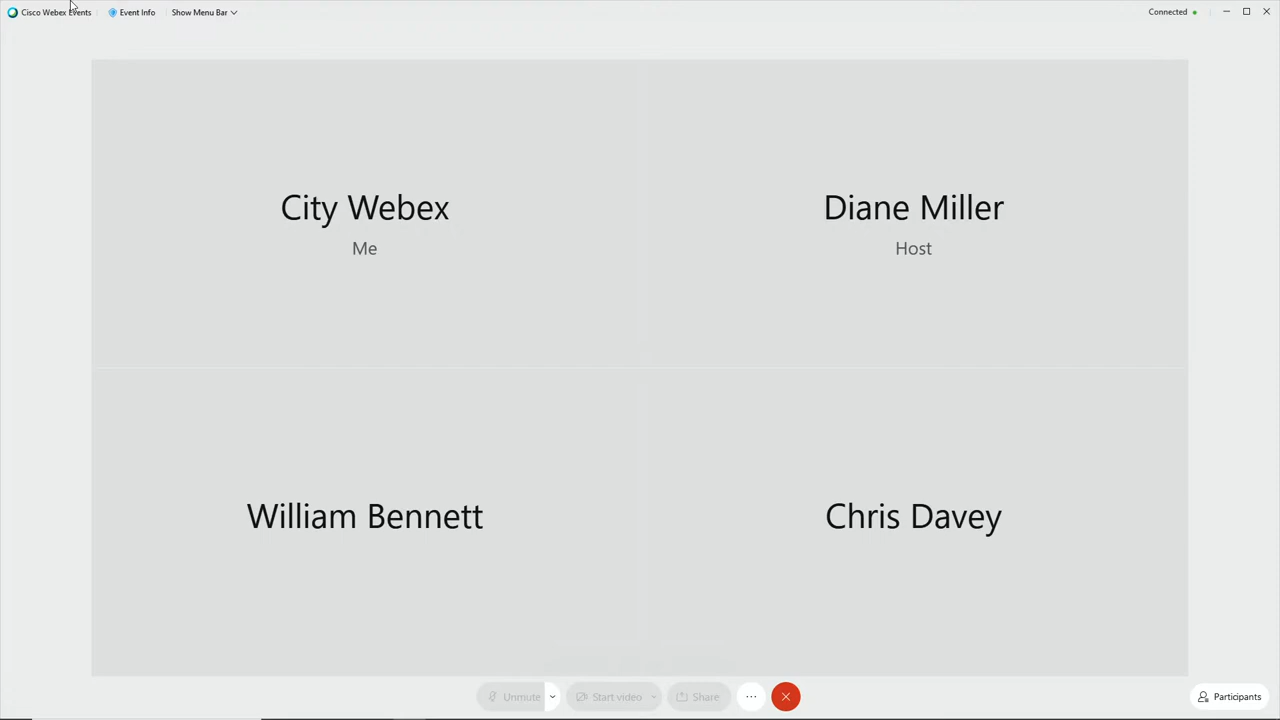 Cisco Webex Events
Event Info
Show Menu Bar
Connected
City Webex
Me
Diane Miller
Host
William Bennett
Chris Davey
Unmute
Start video
Share
Participants